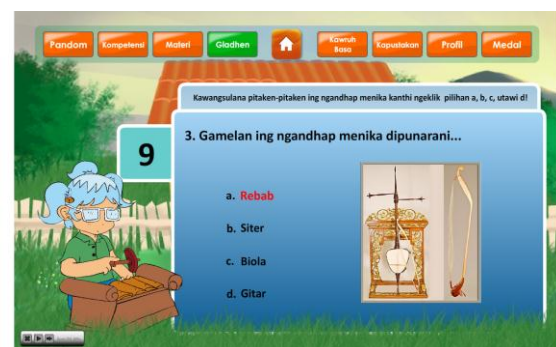 Pandom
Kompetensi
Materi
Gladhen
Kawruh
Basa
Kapustakan
Profil
Medal
Kawangsulana pitaken-pitaken ing ngandhap menika kanthi ngeklik pilihan a, b, c, utawi d!
9
3. Gamelan ing ngandhap menika dipunarani...
a. Rebab
b. Siter
c. Biola
d. Gitar